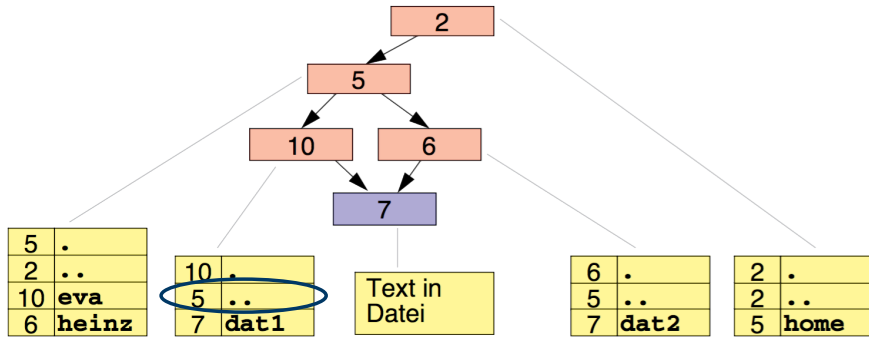 2
5
10 6
7
5 .
2 ..
10 eva
6 heinz
10 .
5 ..
7 dat1
Text in
Datei
6 .
5 ..
7 dat2
2 .
2 ..
5 home